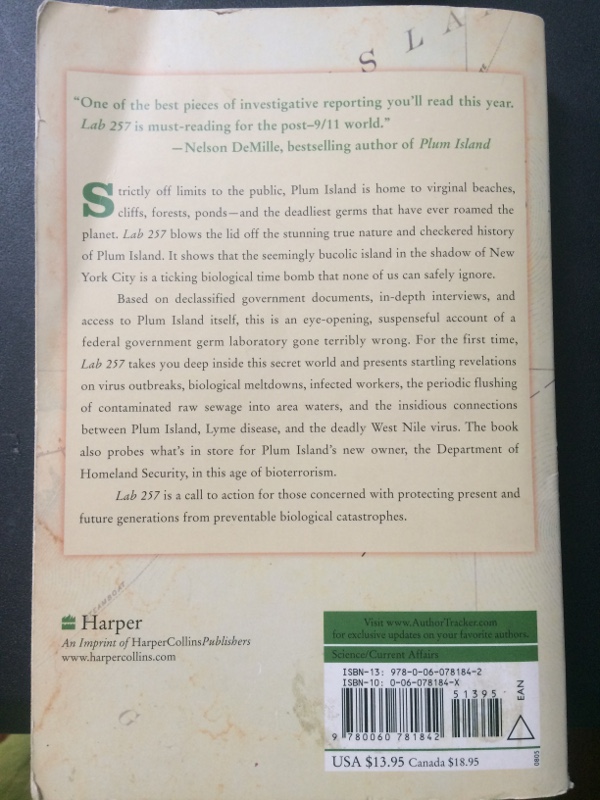 S L A
"One of the best pieces of investigative reporting you'll read this year.
Lab 257 is must-reading for the post–9/11 world."
—Nelson DeMille, bestselling author of Plum Island
Strictly off limits to the public, Plum Island is home to virginal beaches,
cliffs, forests, ponds—and the deadliest germs that have ever roamed the
planet. Lab 257 blows the lid off the stunning true nature and checkered history
of Plum Island. It shows that the seemingly bucolic island in the shadow of New
York City is a ticking biological time bomb that none of us can safely ignore.
Based on declassified government documents, in-depth interviews, and
access to Plum Island itself, this is an eye-opening, suspenseful account of a
federal government germ laboratory gone terribly wrong. For the first time,
Lab 257 takes you deep inside this secret world and presents startling revelations
on virus outbreaks, biological meltdowns, infected workers, the periodic flushing
of contaminated raw sewage into area waters, and the insidious connections
between Plum Island, Lyme disease, and the deadly West Nile virus. The book
also probes what's in store for Plum Island's new owner, the Department of
Homeland Security, in this age of bioterrorism.
Lab 257 is a call to action for those concerned with protecting present and
future generations from preventable biological catastrophes.
Harper
An Imprint of HarperCollinsPublishers
www.harpercollins.com
G
Visit www.AuthorTracker.com
for exclusive updates on your favorite authors.
Science/Current Affairs
ISBN-13: 978-0-06-078184-2
ISBN-10: 0-06-078184-X
51395
EAN
9 780060 781842
USA $13.95 Canada $18.95
0805